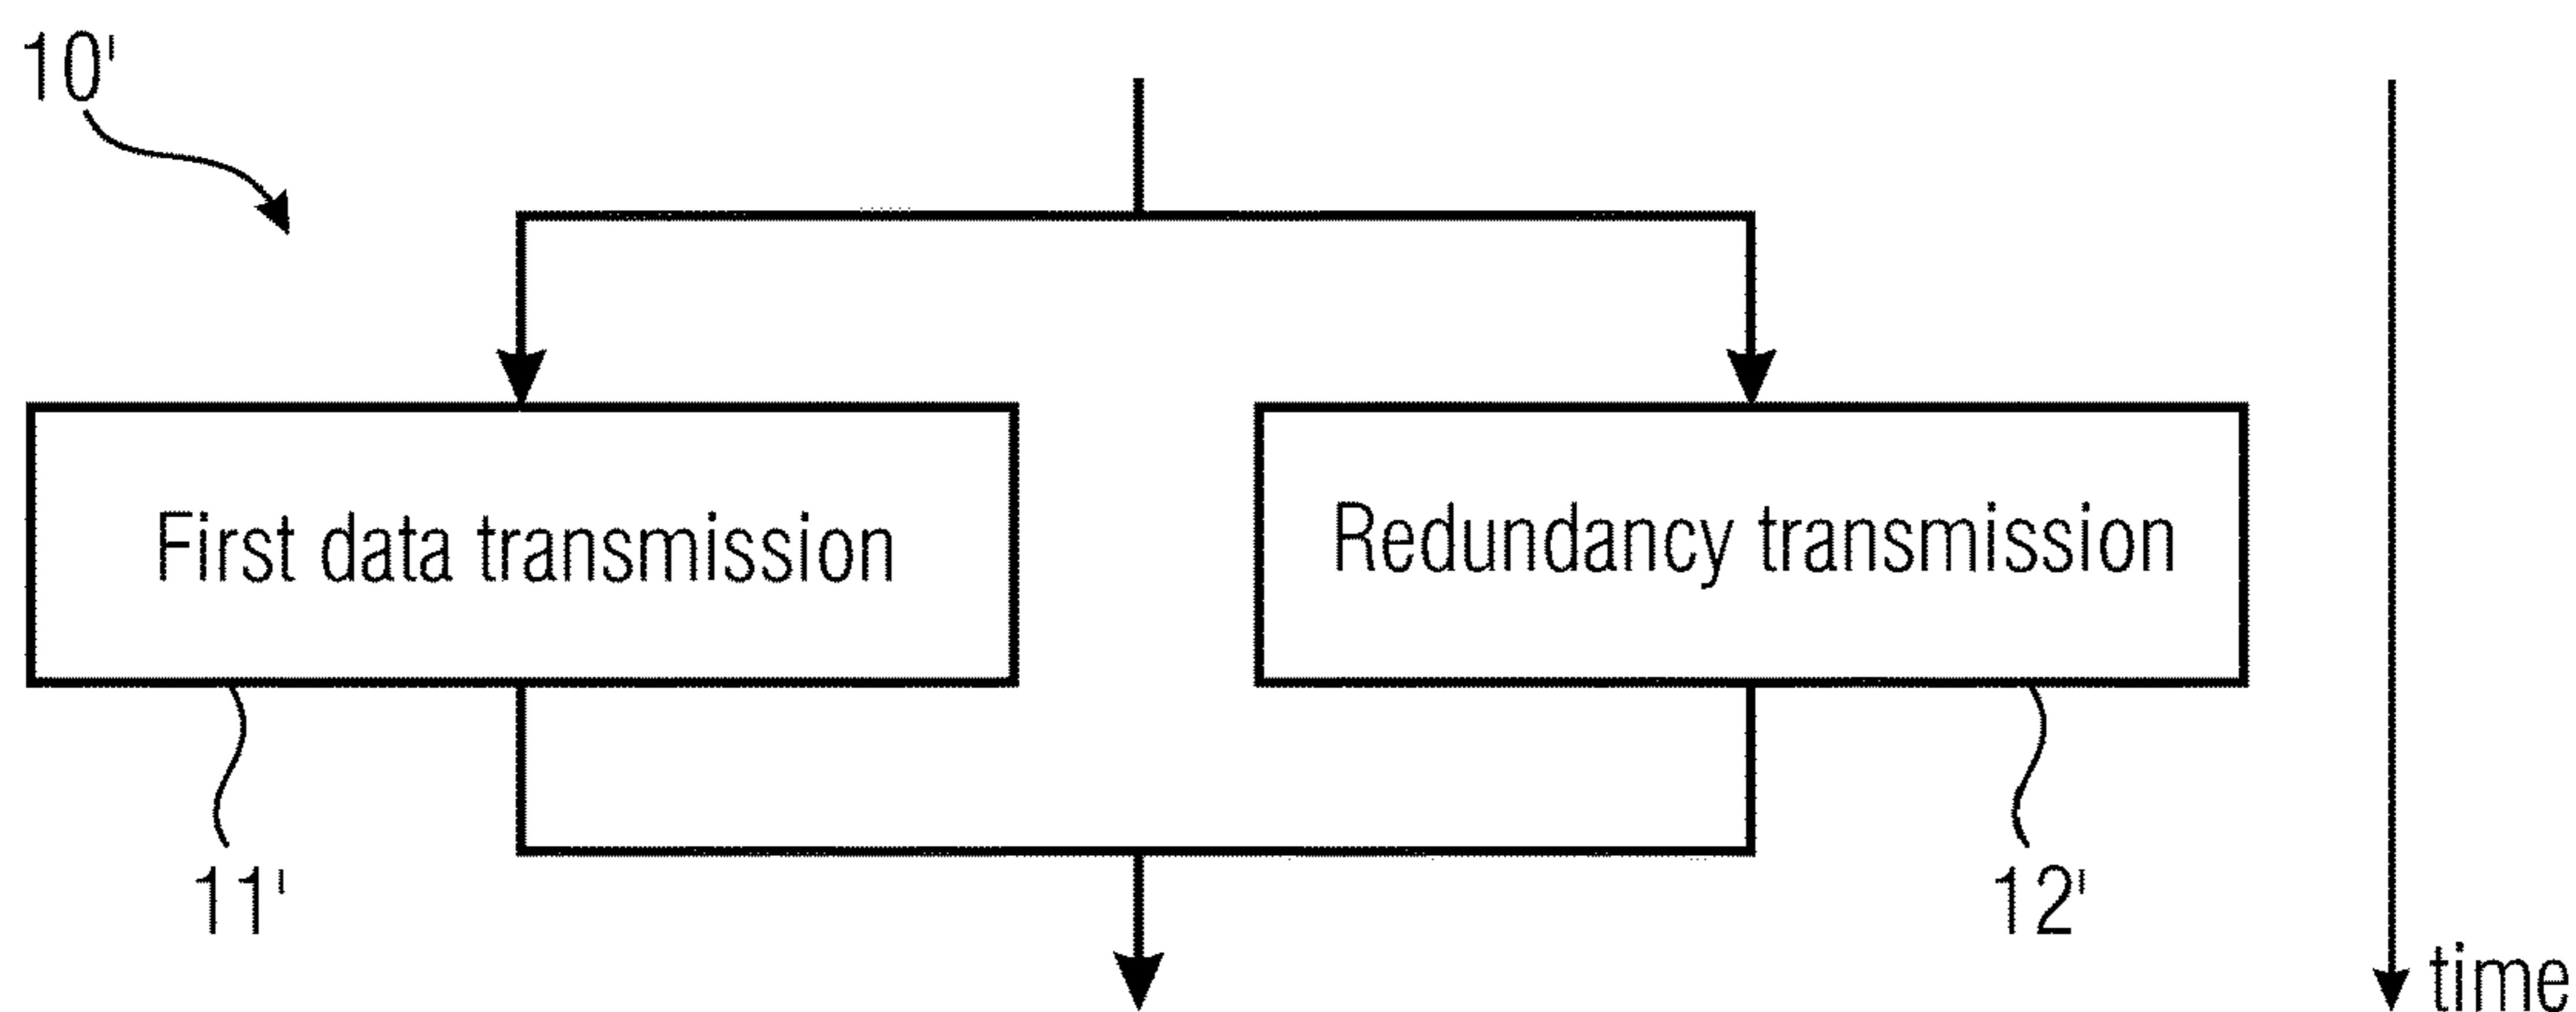 10'
First data transmission
Redundancy transmission
11'
12'
time